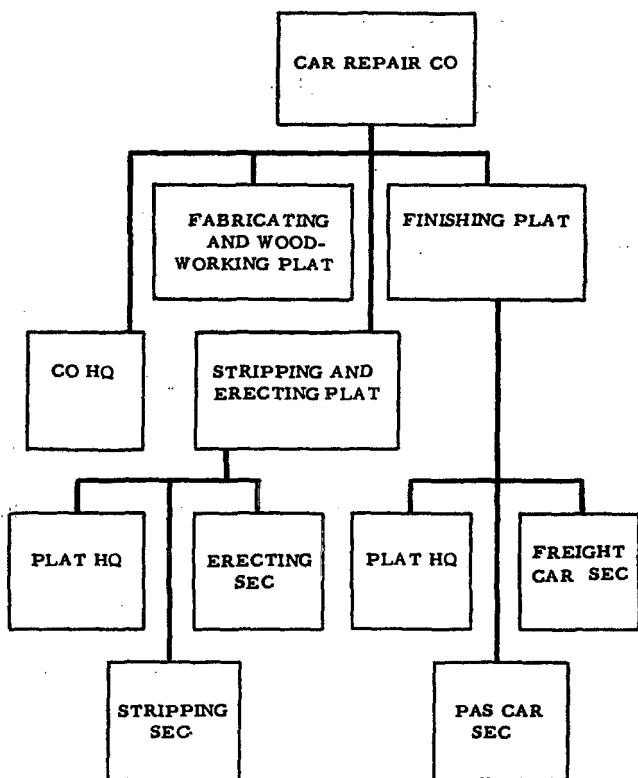 CAR REPAIR CO
FABRICATING
AND WOOD-
WORKING PLAT
FINISHING PLAT
CO HQ
STRIPPING AND
ERECTING PLAT
PLAT HQ
ERECTING
SEC
PLAT HQ
FREIGHT
CAR SEC
STRIPPING
SEC
PAS CAR
SEC